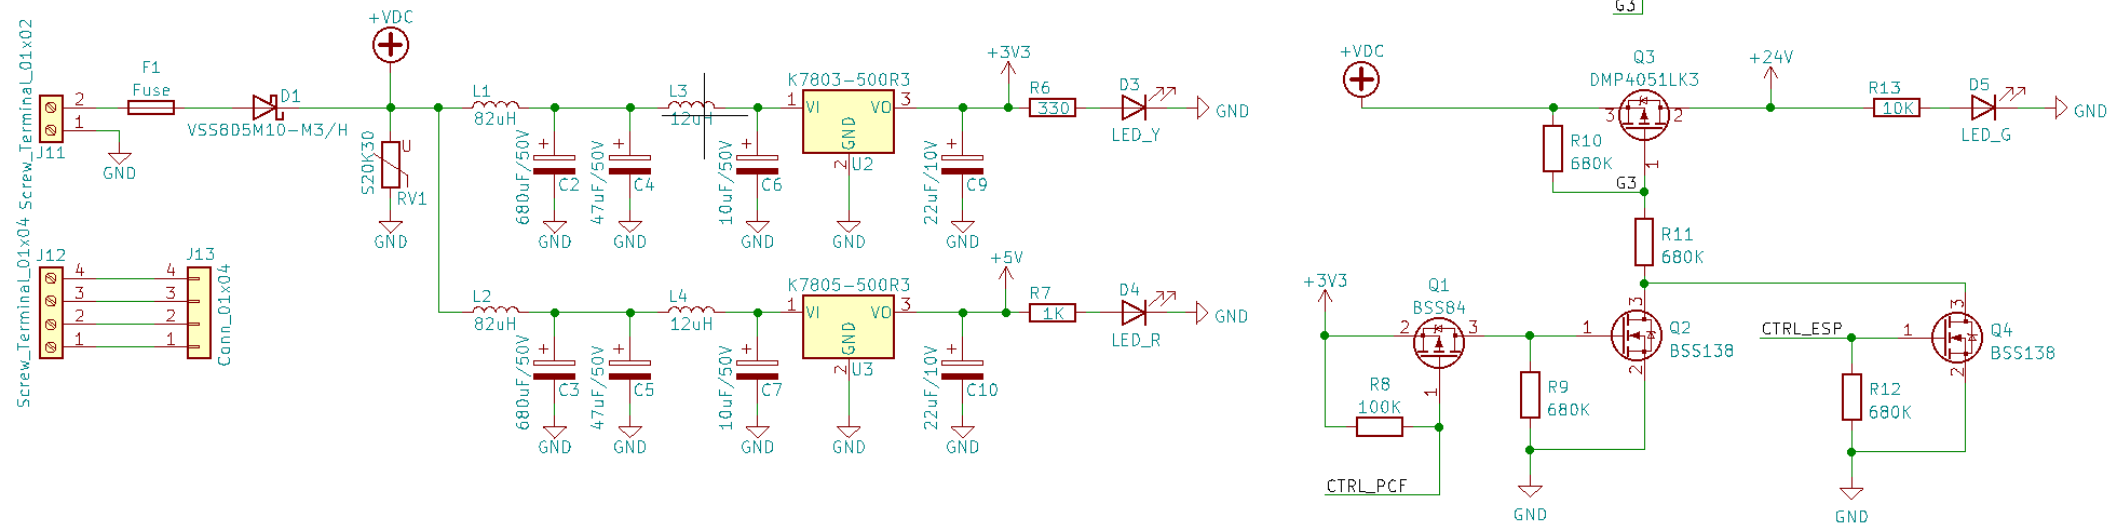 Screw_Terminal_01x02
J11
2
1
GND
F1
Fuse
D1
VSS8D5M10-M3/H
+VDC
S20K30
U
RV1
GND
L1
82uH
+
680uF/50V
C2
GND
+
47uF/50V
C4
GND
L3
12uH
+
10uF/50V
C6
GND
K7803-500R3
1
VI
VO
3
GND
2
U2
GND
+
22uF/10V
C9
GND
+3V3
R6
330
D3
LED_Y
GND
Screw_Terminal_01x04
J12
4
3
2
1
J13
4
3
2
1
Conn_01x04
L2
82uH
+
680uF/50V
C3
GND
+
47uF/50V
C5
GND
L4
12uH
+
10uF/50V
C7
GND
K7805-500R3
1
VI
VO
3
GND
2
U3
GND
+
22uF/10V
C10
GND
+5V
R7
1K
D4
LED_R
GND
G3
+VDC
R10
680K
Q3
DMP4051LK3
3
2
1
G3
+24V
R13
10K
D5
LED_G
GND
R11
680K
+3V3
Q1
BSS84
2
3
1
R8
100K
CTRL_PCF
R9
680K
1
3
2
Q2
BSS138
GND
CTRL_ESP
R12
680K
1
3
2
Q4
BSS138
GND